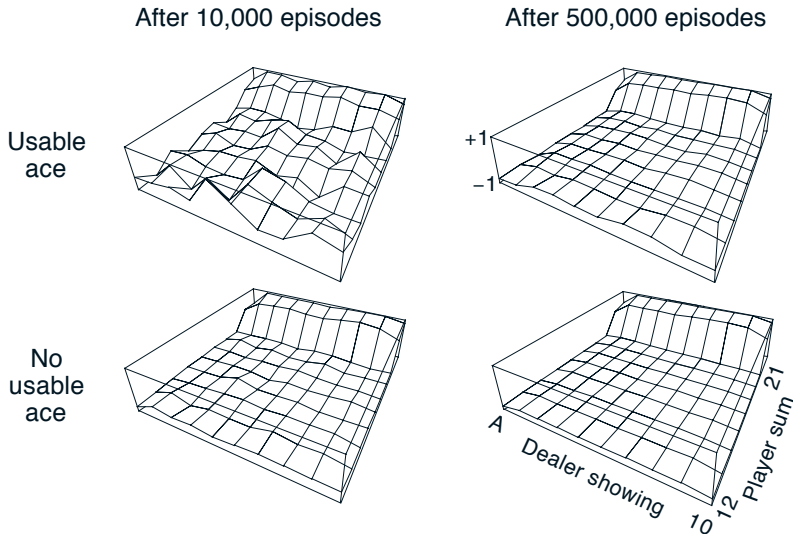 After 10,000 episodes
After 500,000 episodes
Usable
ace
+1
−1
No
usable
ace
A
Dealer showing
10
12
Player sum
21